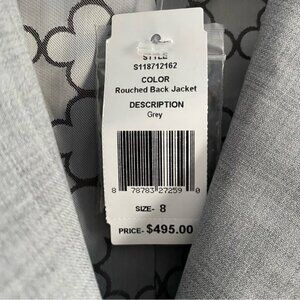 STYLE
S118712162
COLOR
Rouched Back Jacket
DESCRIPTION
Grey
8 78783 27259 0
SIZE- 8
PRICE- $495.00